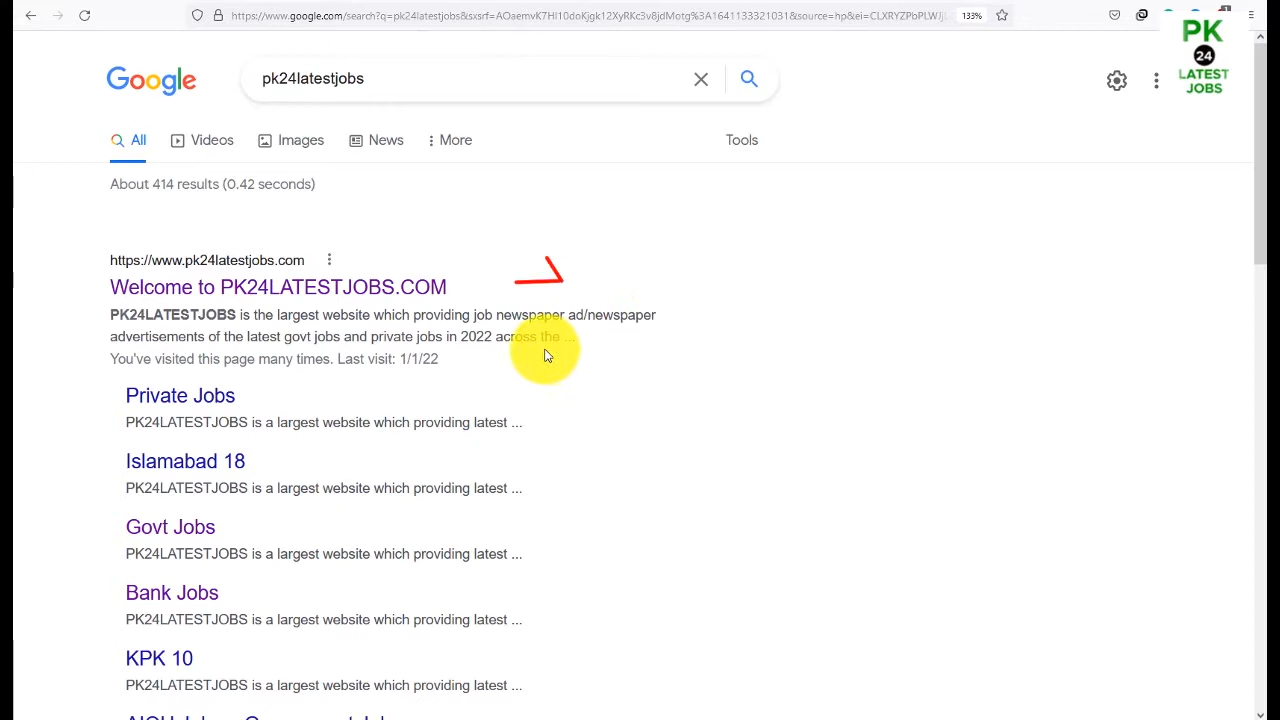 https://www.google.com/search?q=pk24latestjobs&sxsrf=AOaemvK7Hl10doKjgk12XyRKc3v8jdMotg%3A1641133321031&source=hp&ei=CLXRYZPbPLWJj
133%
PK
24
LATEST
JOBS
Google
pk24latestjobs
All
Videos
Images
News
More
Tools
About 414 results (0.42 seconds)
https://www.pk24latestjobs.com
Welcome to PK24LATESTJOBS.COM
PK24LATESTJOBS is the largest website which providing job newspaper ad/newspaper
advertisements of the latest govt jobs and private jobs in 2022 across the ...
You've visited this page many times. Last visit: 1/1/22
Private Jobs
PK24LATESTJOBS is a largest website which providing latest ...
Islamabad 18
PK24LATESTJOBS is a largest website which providing latest ...
Govt Jobs
PK24LATESTJOBS is a largest website which providing latest ...
Bank Jobs
PK24LATESTJOBS is a largest website which providing latest ...
KPK 10
PK24LATESTJOBS is a largest website which providing latest ...